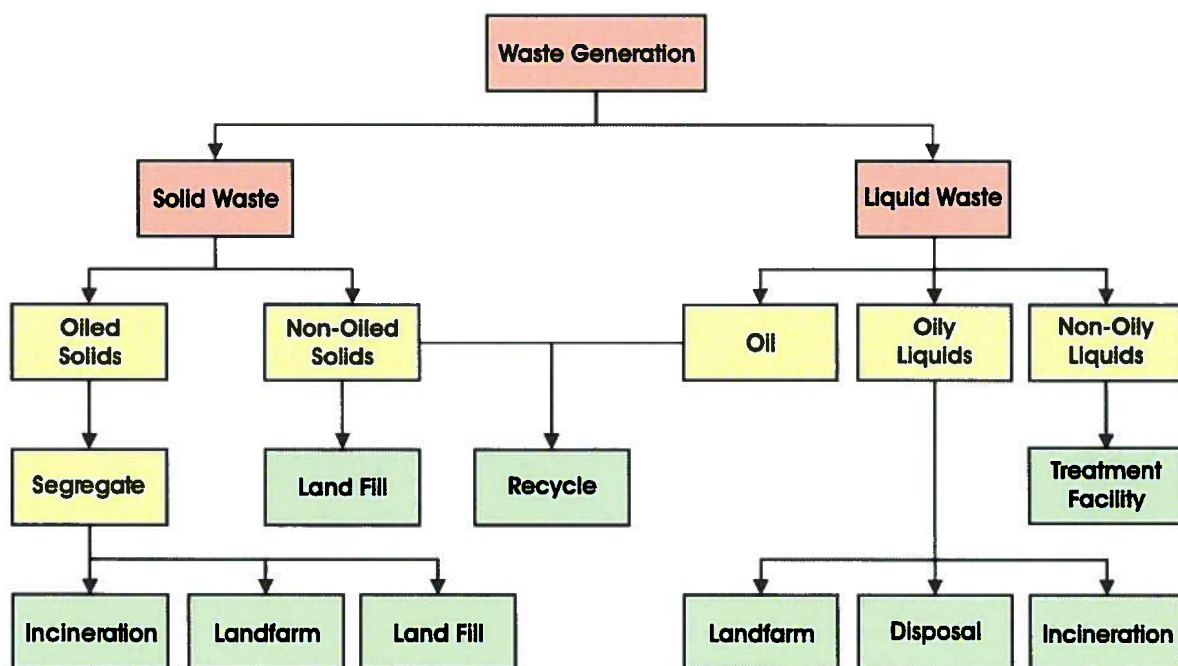 Waste Generation
Solid Waste
Liquid Waste
Oiled
Solids
Non-Oiled
Solids
Oil
Oily
Liquids
Non-Oily
Liquids
Segregate
Land Fill
Recycle
Treatment
Facility
Incineration
Landfarm
Land Fill
Landfarm
Disposal
Incineration